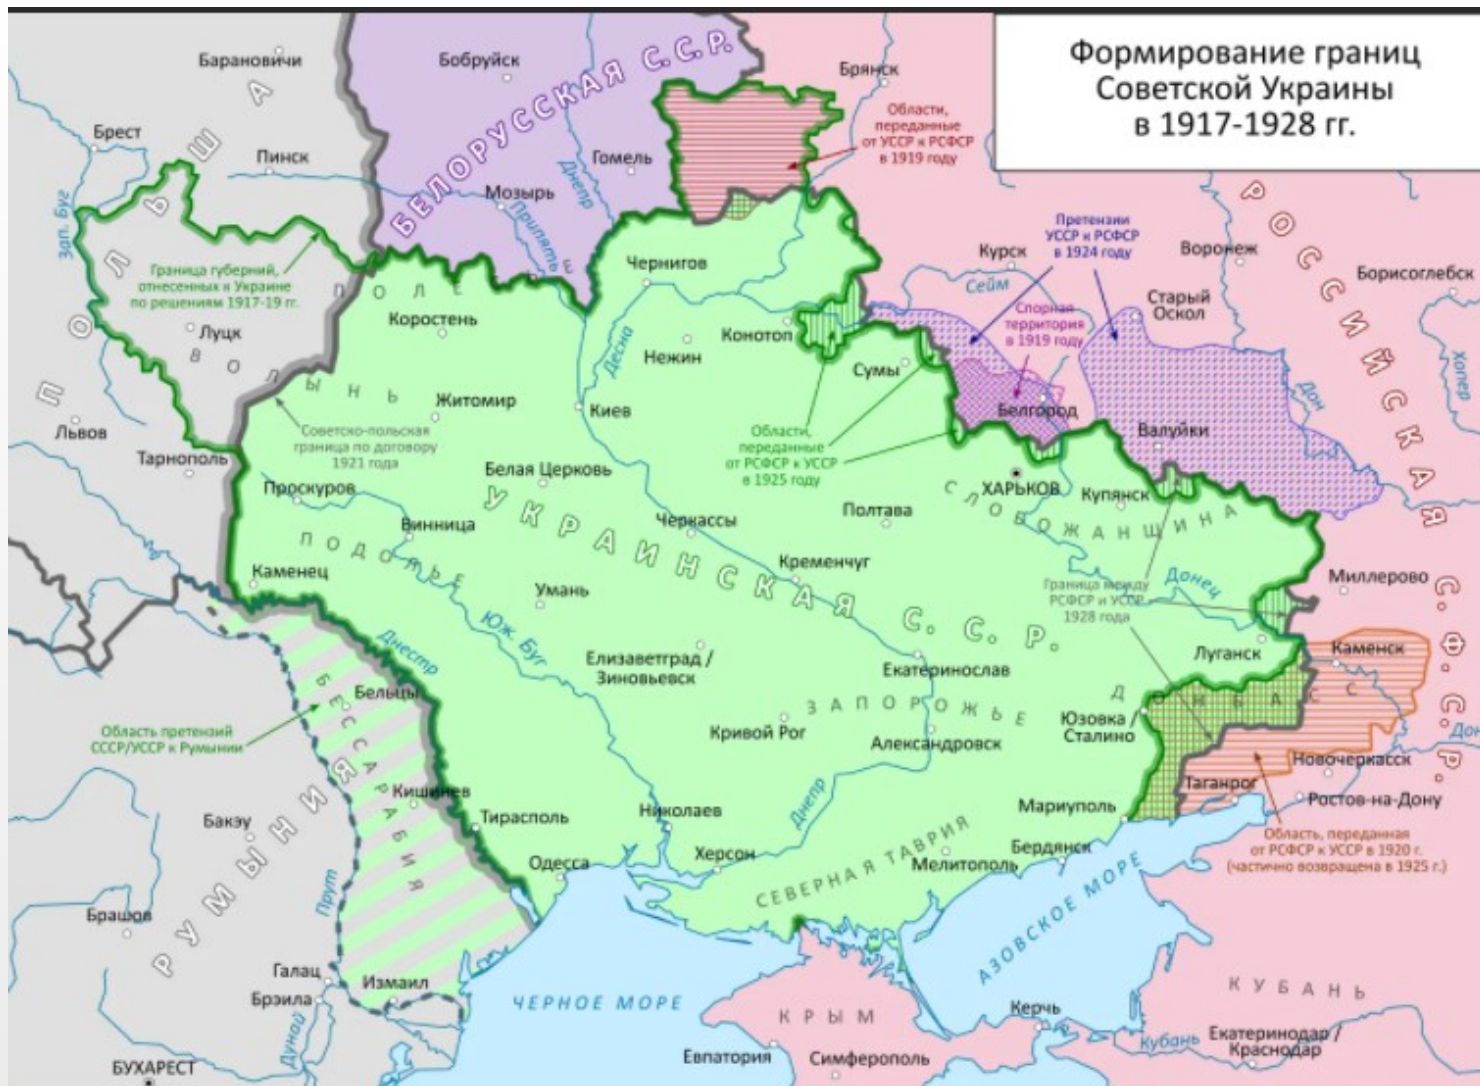 Формирование границ
Советской Украины
в 1917-1928 гг.
Барановичи
Бобруйск
БЕЛОРУССКАЯ С.С.Р.
Брянск
Области,
переданные
от УССР к РСФСР
в 1919 году
Брест
Пинск
Гомель
Мозырь
Днепр
Припять
Зап. Буг
ПОЛЬША
РОССИЙСКАЯ С.Ф.С.Р.
Претензии
УССР к РСФСР
в 1924 году
Курск
Воронеж
Борисоглебск
Сейм
Старый
Оскол
Спорная
территория
в 1919 году
Чернигов
Граница губерний,
отнесенных к Украине
по решениям 1917-19 гг.
ПОЛЕ
Е
Коростень
Конотоп
Нежин
Десна
Сумы
Луцк
ВОЛЫНЬ
Хопер
Дон
Житомир
Киев
Белгород
Валуйки
Львов
Советско-польская
граница по договору
1921 года
Области,
переданные
от РСФСР к УССР
в 1925 году
Тарнополь
Белая Церковь
ХАРЬКОВ
Купянск
СЛОБОЖАНЩИНА
Проскуров
Винница
УКРАИНСКАЯ С. С. Р.
Черкассы
Полтава
ПОДОЛЬЕ
Кременчуг
Каменец
Умань
Граница между
РСФСР и УССР
1928 года
Донец
Миллерово
Юж. Буг
Днестр
Елизаветград /
Зиновьевск
Екатеринослав
Луганск
Каменск
Бельцы
БЕССАРАБИЯ
ЗАПОРОЖЬЕ
ДОНБАСС
Область претензий
СССР/УССР к Румынии
Кривой Рог
Александровск
Юзовка /
Сталино
Дон
Новочеркасск
РУМЫНИЯ
Кишинев
Таганрог
Ростов-на-Дону
Бакэу
Тирасполь
Николаев
Днепр
Мариуполь
Область, переданная
от РСФСР к УССР в 1920 г.
(частично возвращена в 1925 г.)
Одесса
Херсон
СЕВЕРНАЯ ТАВРИЯ
Мелитополь
Бердянск
Прут
Брашов
АЗОВСКОЕ МОРЕ
Галац
Измаил
Брэила
ЧЕРНОЕ МОРЕ
КРЫМ
Керчь
КУБАНЬ
Дунай
Кубань
Екатеринодар /
Краснодар
БУХАРЕСТ
Евпатория
Симферополь